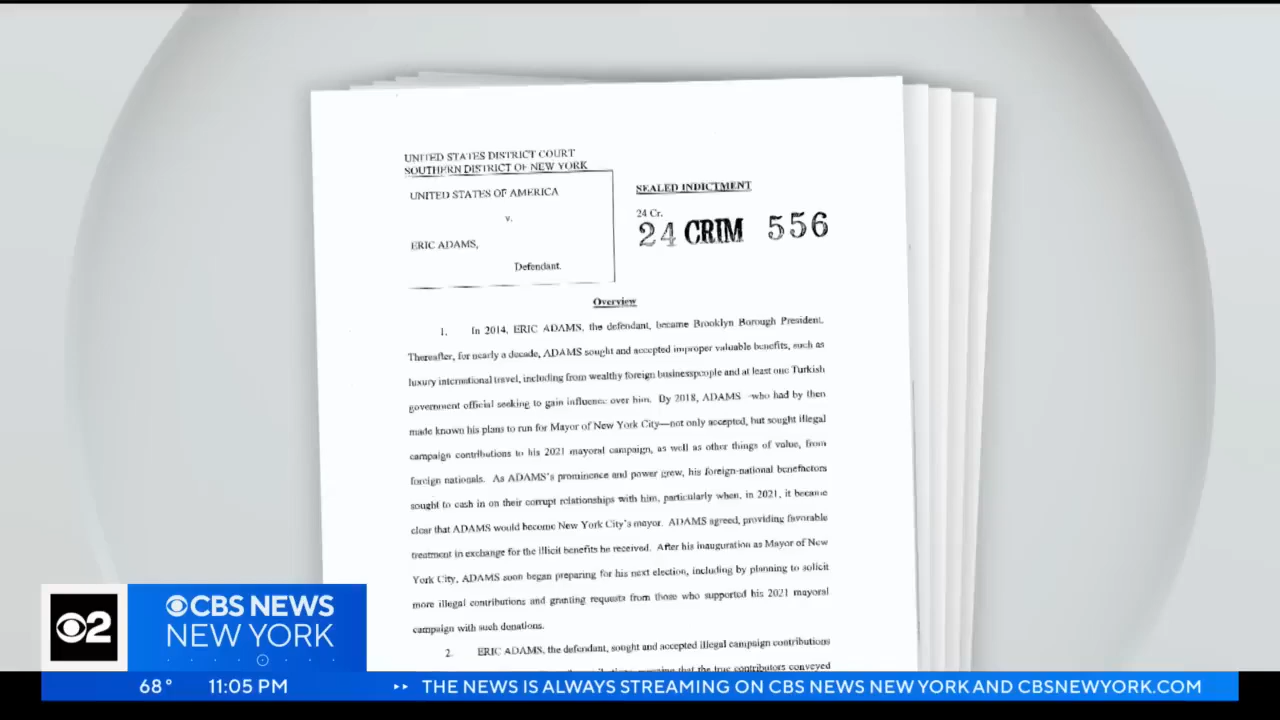 UNITED STATES DISTRICT COURT
SOUTHERN DISTRICT OF NEW YORK
UNITED STATES OF AMERICA
v.
ERIC ADAMS,
Defendant.
SEALED INDICTMENT
24 Cr.
24 CRIM 556
Overview
1. In 2014, ERIC ADAMS, the defendant, became Brooklyn Borough President.
Thereafter, for nearly a decade, ADAMS sought and accepted improper valuable benefits, such as
luxury international travel, including from wealthy foreign businesspeople and at least one Turkish
government official seeking to gain influence over him. By 2018, ADAMS—who had by then
made known his plans to run for Mayor of New York City—not only accepted, but sought illegal
campaign contributions to his 2021 mayoral campaign, as well as other things of value, from
foreign nationals. As ADAMS's prominence and power grew, his foreign-national benefactors
sought to cash in on their corrupt relationships with him, particularly when, in 2021, it became
clear that ADAMS would become New York City's mayor. ADAMS agreed, providing favorable
treatment in exchange for the illicit benefits he received. After his inauguration as Mayor of New
York City, ADAMS soon began preparing for his next election, including by planning to solicit
more illegal contributions and granting requests from those who supported his 2021 mayoral
campaign with such donations.
2. ERIC ADAMS, the defendant, sought and accepted illegal campaign contributions
that the true contributors conveyed
2
CBS NEWS
NEW YORK
68° 11:05 PM THE NEWS IS ALWAYS STREAMING ON CBS NEWS NEW YORK AND CBSNEWYORK.COM